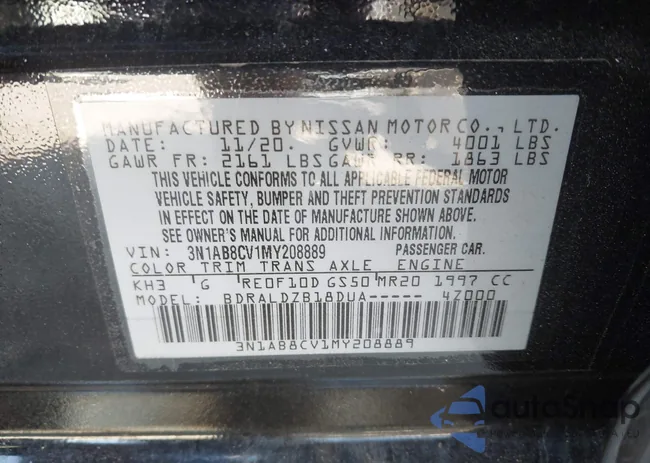 MANUFACTURED BY NISSAN MOTOR CO., LTD.
DATE: 11/20. GVWR: 4001 LBS
GAWR FR: 2161 LBS GAWR RR: 1863 LBS
THIS VEHICLE CONFORMS TO ALL APPLICABLE FEDERAL MOTOR
VEHICLE SAFETY, BUMPER AND THEFT PREVENTION STANDARDS
IN EFFECT ON THE DATE OF MANUFACTURE SHOWN ABOVE.
SEE OWNER'S MANUAL FOR ADDITIONAL INFORMATION.
VIN: 3N1AB8CV1MY208889 PASSENGER CAR.
COLOR TRIM TRANS AXLE ENGINE
KH3 G RE0F10D GS50 MR20 1997 CC
MODEL: BDRALDZB18DUA----- 4Z000
3N1AB8CV1MY208889
autoSnap